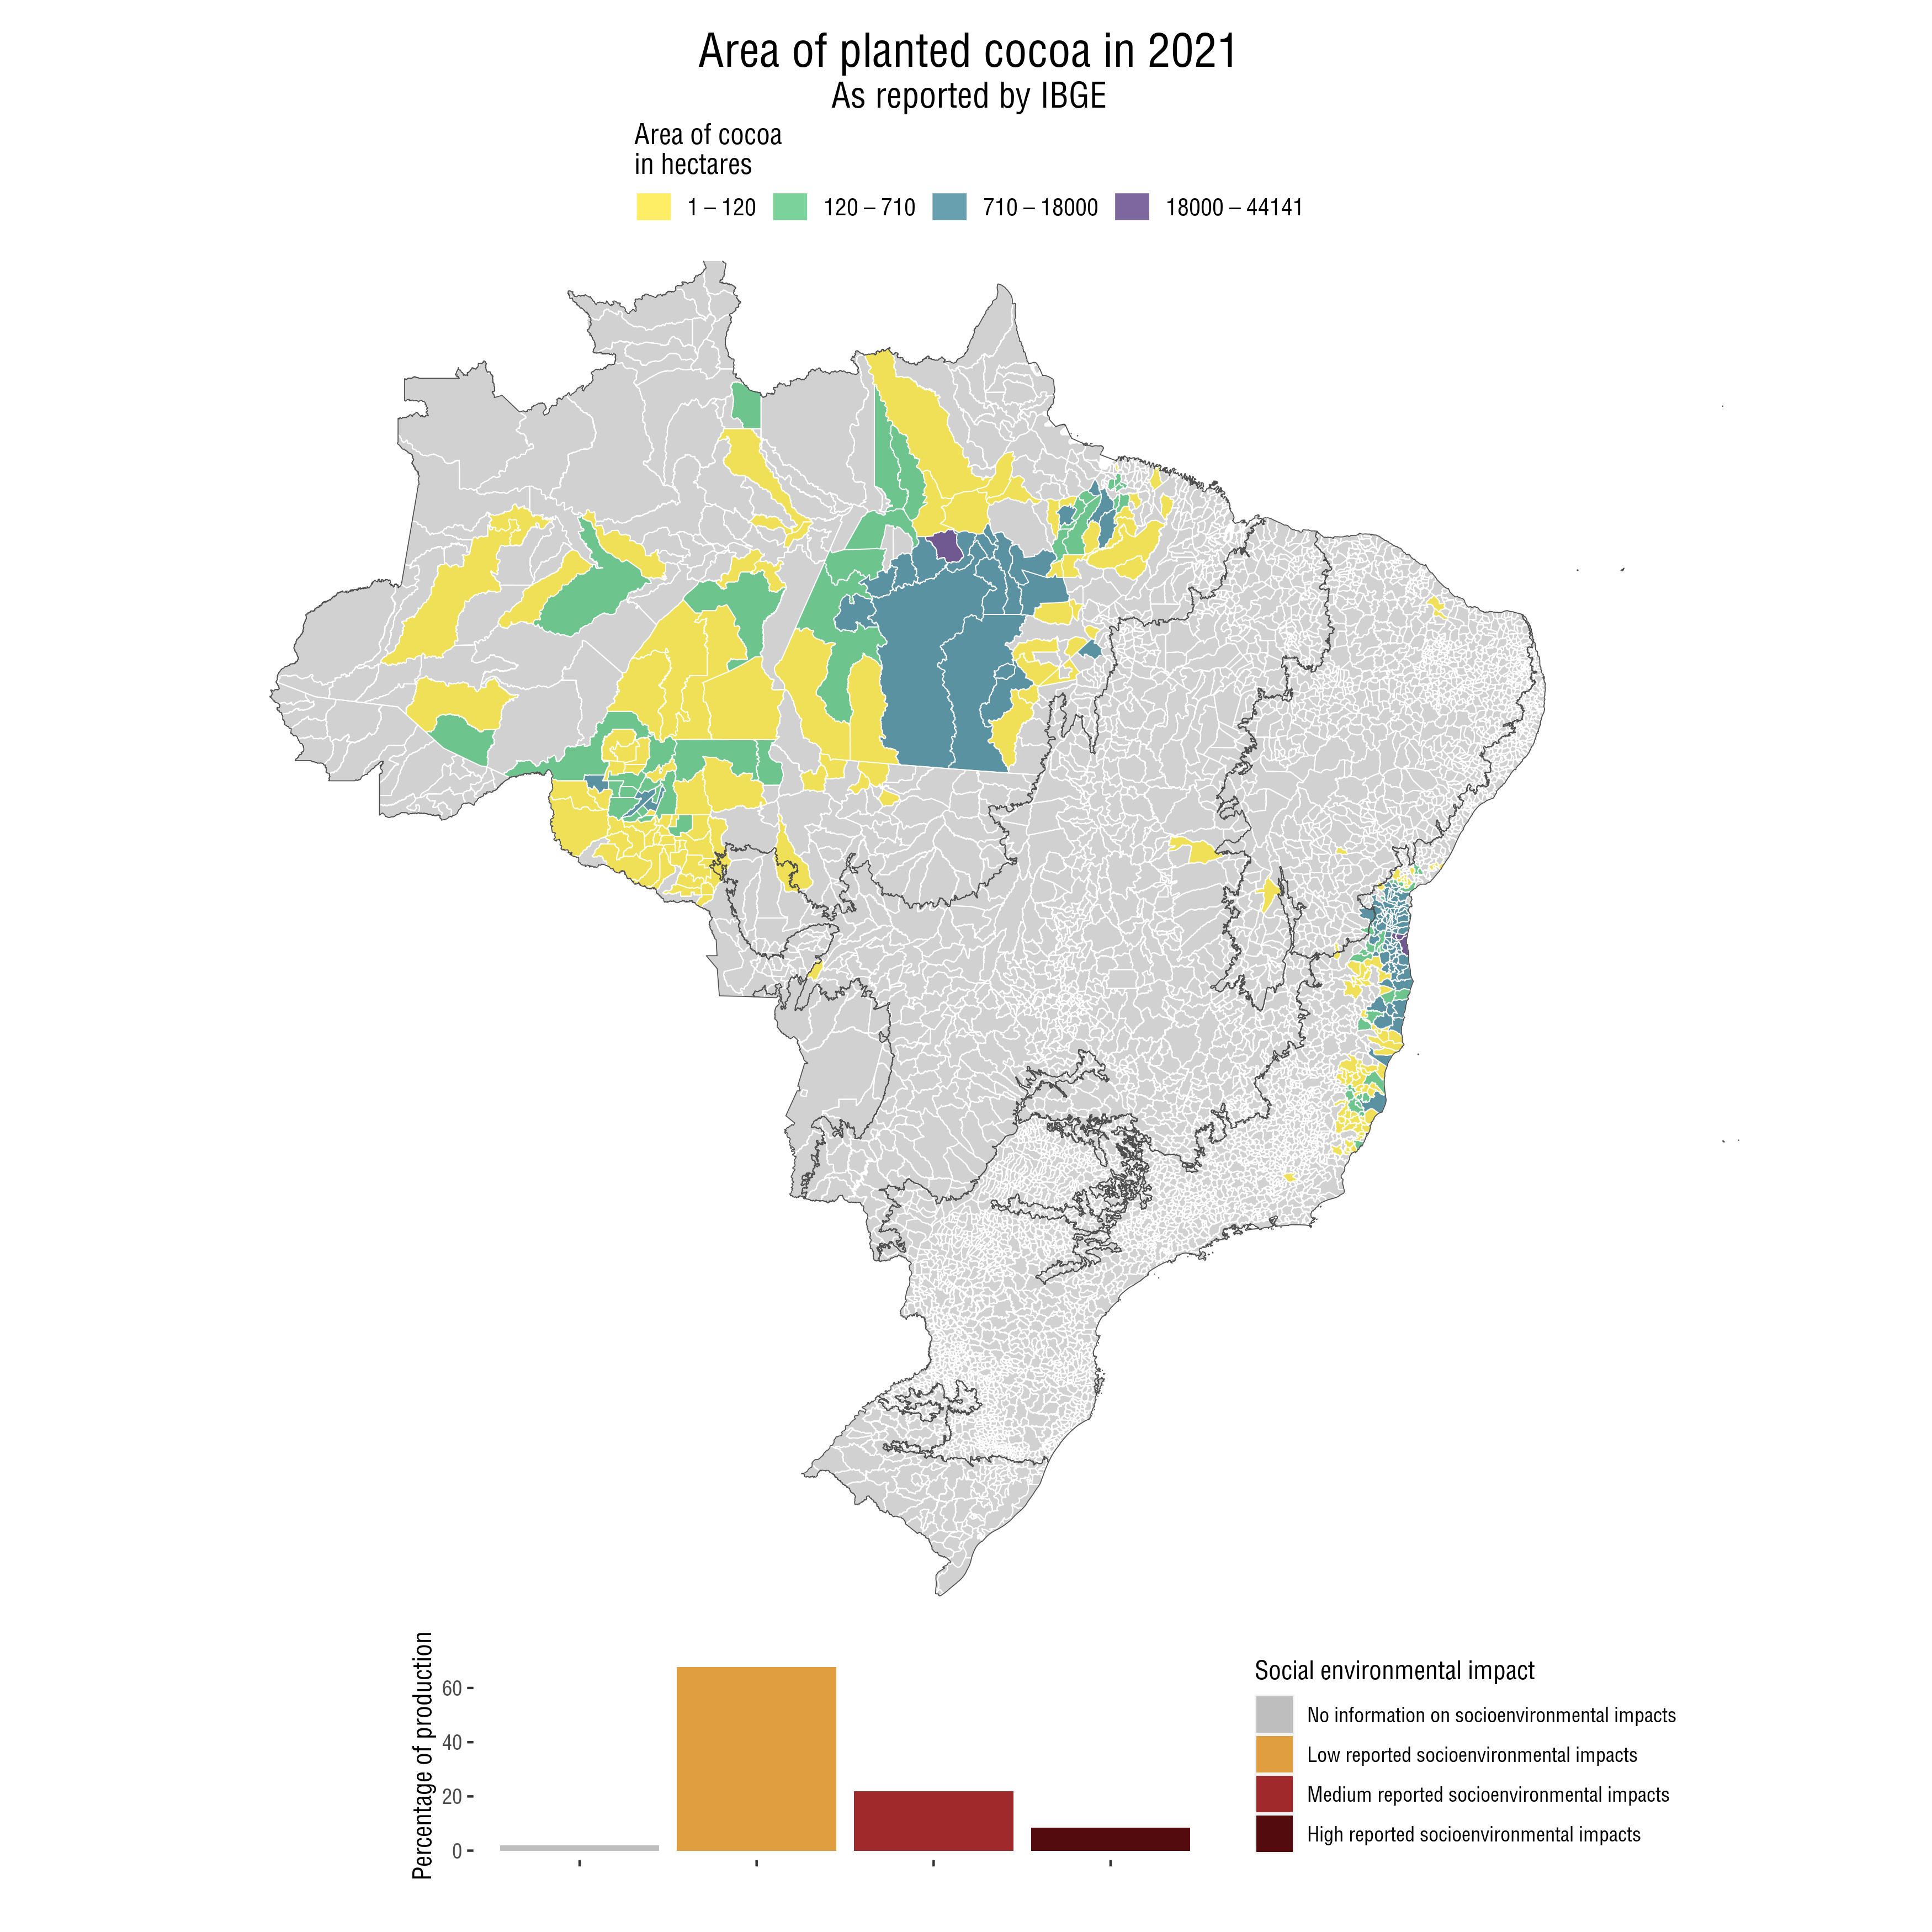 Area of planted cocoa in 2021
As reported by IBGE
Area of cocoa
in hectares
1 – 120
120 – 710
710 – 18000
18000 – 44141
Percentage of production
60
40
20
0
Social environmental impact
No information on socioenvironmental impacts
Low reported socioenvironmental impacts
Medium reported socioenvironmental impacts
High reported socioenvironmental impacts